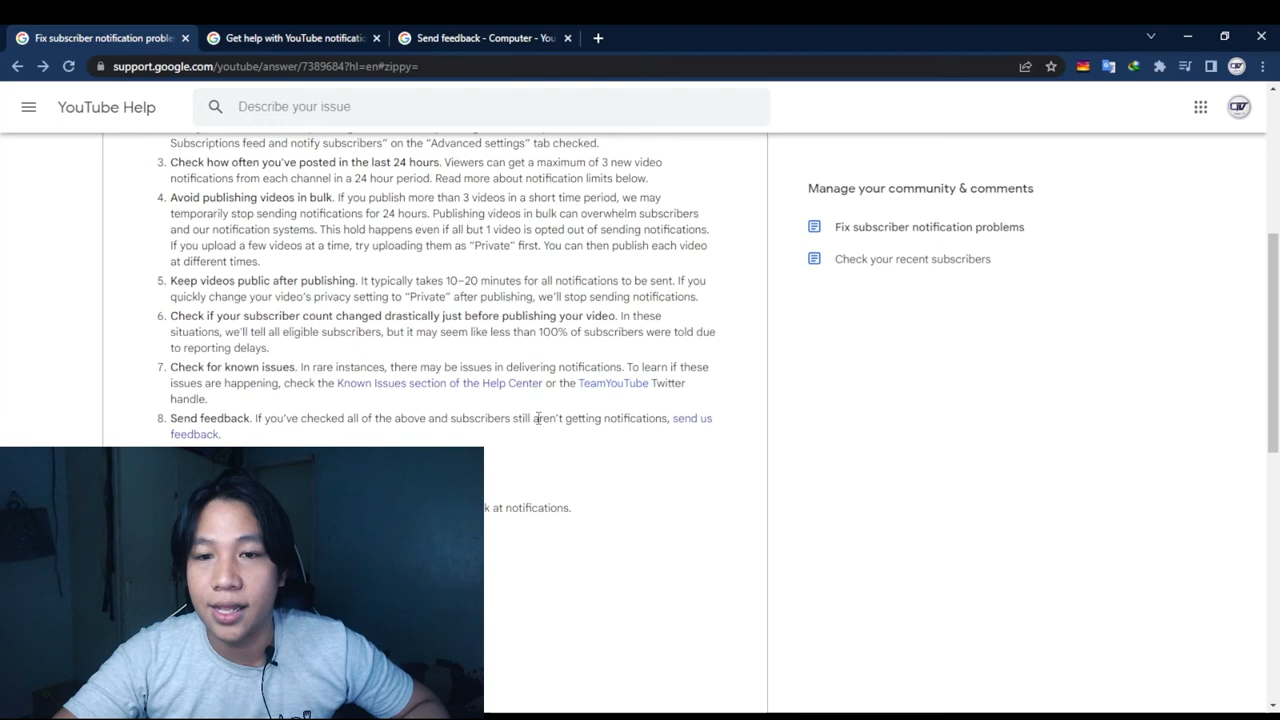 Fix subscriber notification proble
Get help with YouTube notificatio
Send feedback - Computer - You
support.google.com/youtube/answer/7389684?hl=en#zippy=
YouTube Help
Describe your issue
Subscriptions feed and notify subscribers” on the “Advanced settings” tab checked.
3. Check how often you've posted in the last 24 hours. Viewers can get a maximum of 3 new video
notifications from each channel in a 24 hour period. Read more about notification limits below.
4. Avoid publishing videos in bulk. If you publish more than 3 videos in a short time period, we may
temporarily stop sending notifications for 24 hours. Publishing videos in bulk can overwhelm subscribers
and our notification systems. This hold happens even if all but 1 video is opted out of sending notifications.
If you upload a few videos at a time, try uploading them as “Private” first. You can then publish each video
at different times.
5. Keep videos public after publishing. It typically takes 10–20 minutes for all notifications to be sent. If you
quickly change your video’s privacy setting to “Private” after publishing, we’ll stop sending notifications.
6. Check if your subscriber count changed drastically just before publishing your video. In these
situations, we'll tell all eligible subscribers, but it may seem like less than 100% of subscribers were told due
to reporting delays.
7. Check for known issues. In rare instances, there may be issues in delivering notifications. To learn if these
issues are happening, check the Known Issues section of the Help Center or the TeamYouTube Twitter
handle.
8. Send feedback. If you’ve checked all of the above and subscribers still aren’t getting notifications, send us
feedback.
k at notifications.
Manage your community & comments
Fix subscriber notification problems
Check your recent subscribers